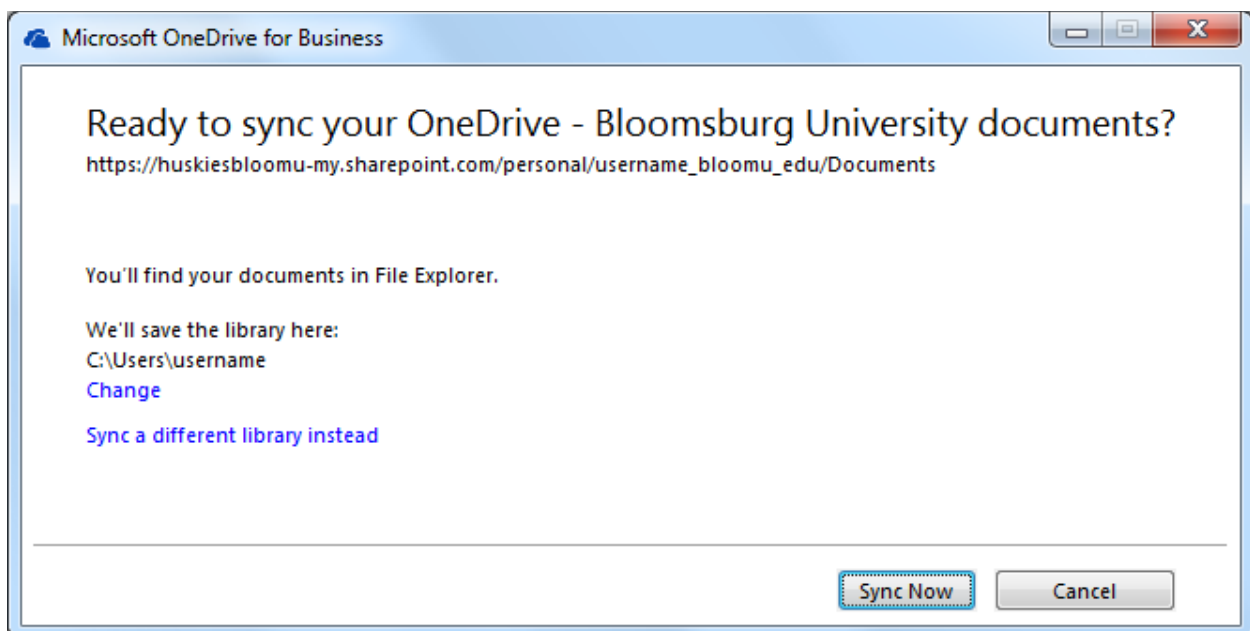 Microsoft OneDrive for Business
Ready to sync your OneDrive - Bloomsburg University documents?
https://huskiesbloomu-my.sharepoint.com/personal/username_bloomu_edu/Documents
You'll find your documents in File Explorer.
We'll save the library here:
C:\Users\username
Change
Sync a different library instead
Sync Now
Cancel